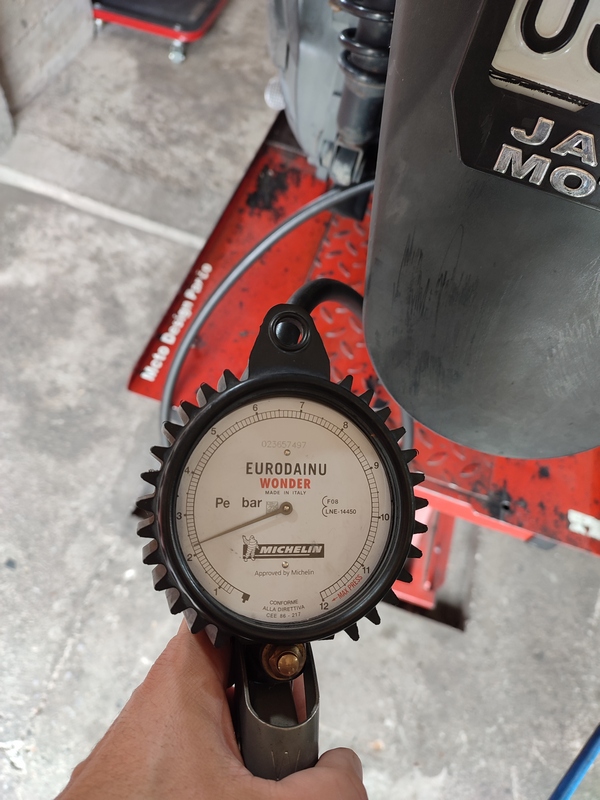 JA
MO
Moto Design Parts
5
6
7
8
9
10
11
12
4
3
2
1
023657497
EURODAINU
WONDER
MADE IN ITALY
Pe bar
F08
LNE-14450
MICHELIN
Approved by Michelin
MAX PRESS
CONFORME
ALLA DIRETTIVA
CEE 86 - 217